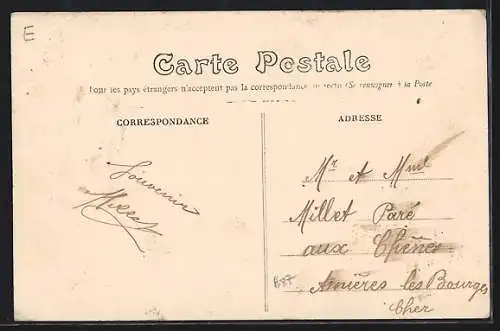 E
Carte Postale
Tous les pays étrangers n'acceptent pas la correspondance au recto (Se renseigner à la Poste
CORRESPONDANCE
ADRESSE
Souvenir
Mr et Mme
Millet Paré
aux Chênes
Asnières les Bourges
Cher